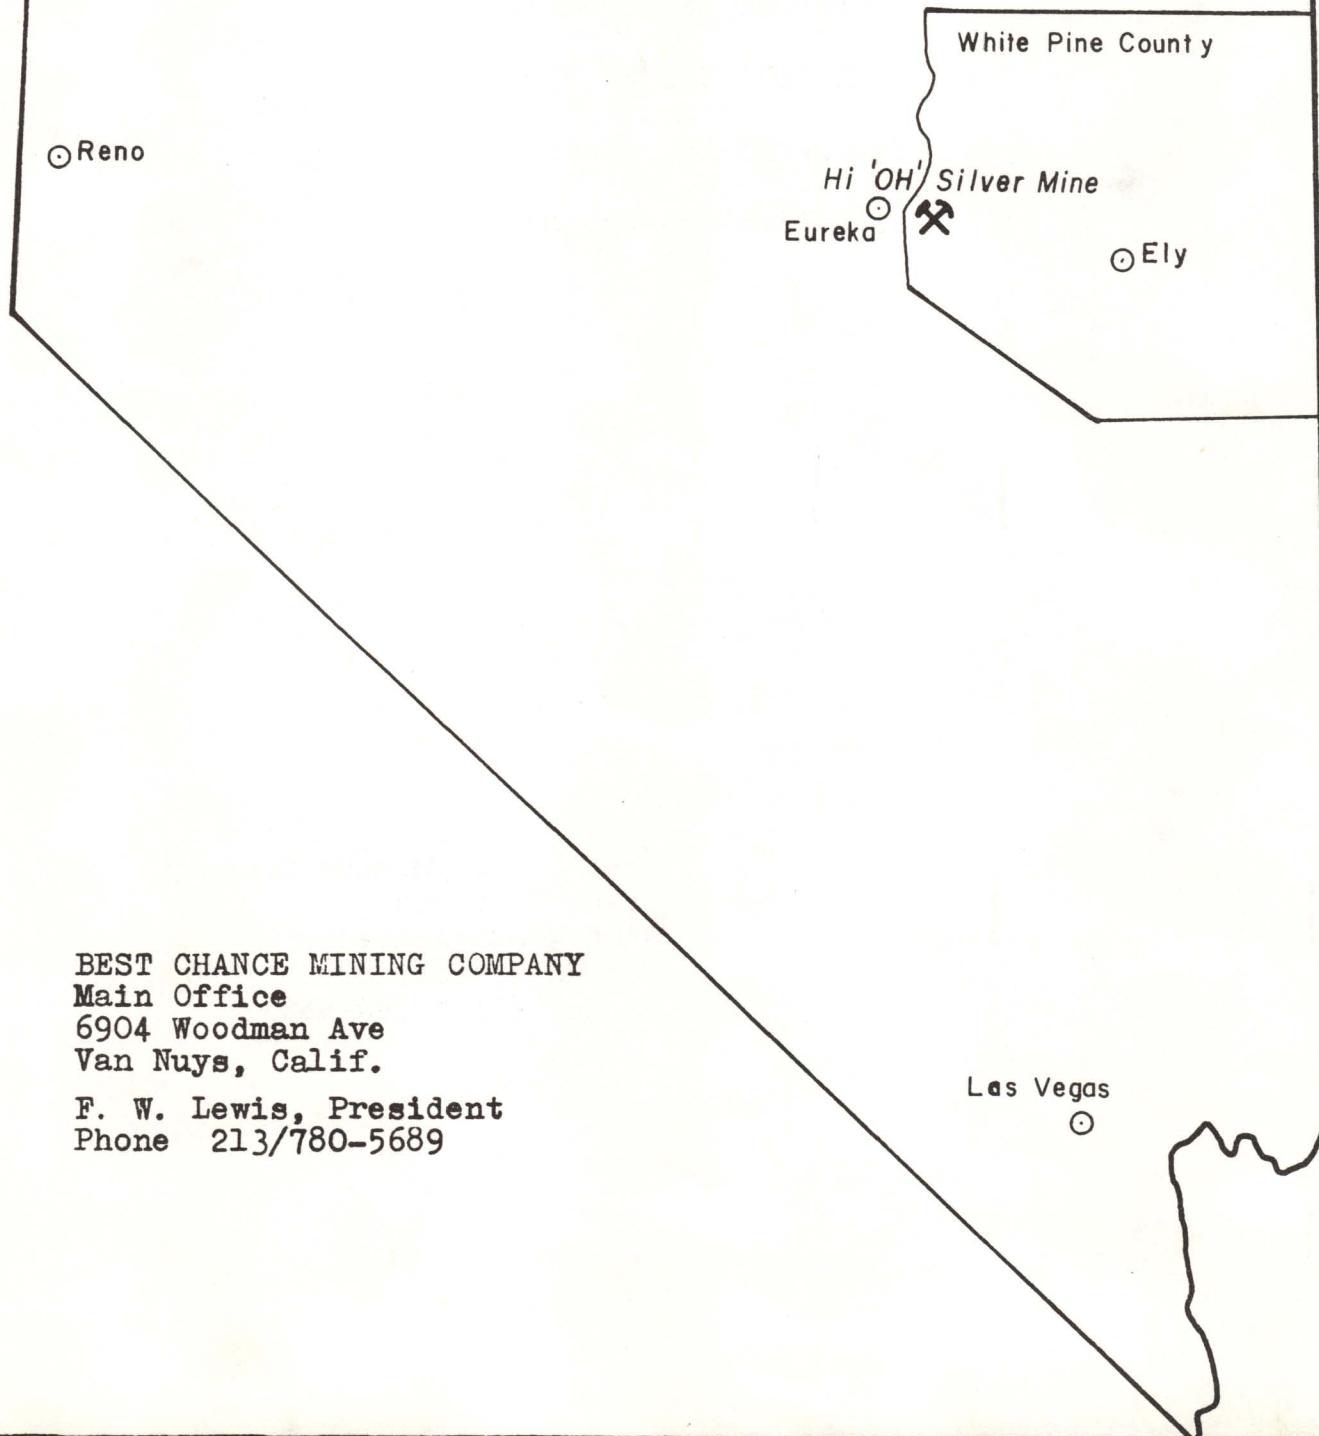 White Pine County
Reno
Hi 'OH' Silver Mine
Eureka
Ely
BEST CHANCE MINING COMPANY
Main Office
6904 Woodman Ave
Van Nuys, Calif.
F. W. Lewis, President
Phone 213/780-5689
Las Vegas